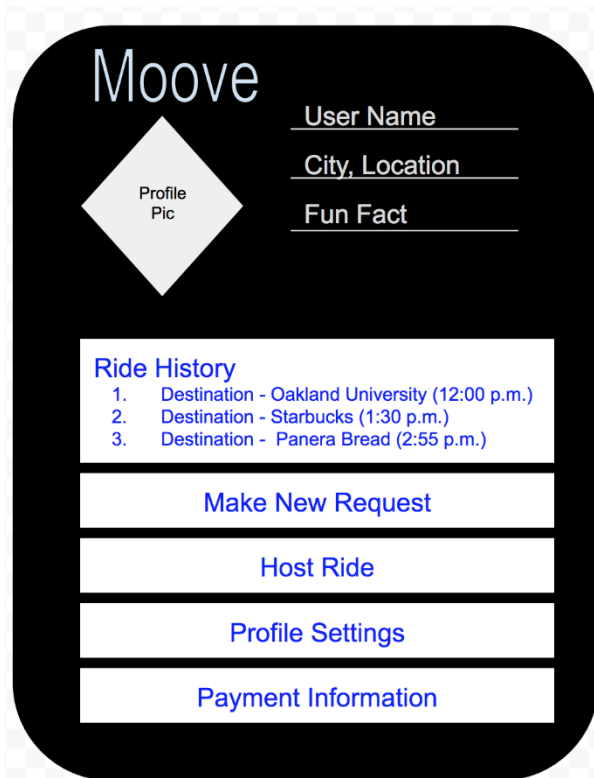 Moove
User Name
City, Location
Fun Fact
Profile
Pic
Ride History
1. Destination - Oakland University (12:00 p.m.)
2. Destination - Starbucks (1:30 p.m.)
3. Destination - Panera Bread (2:55 p.m.)
Make New Request
Host Ride
Profile Settings
Payment Information